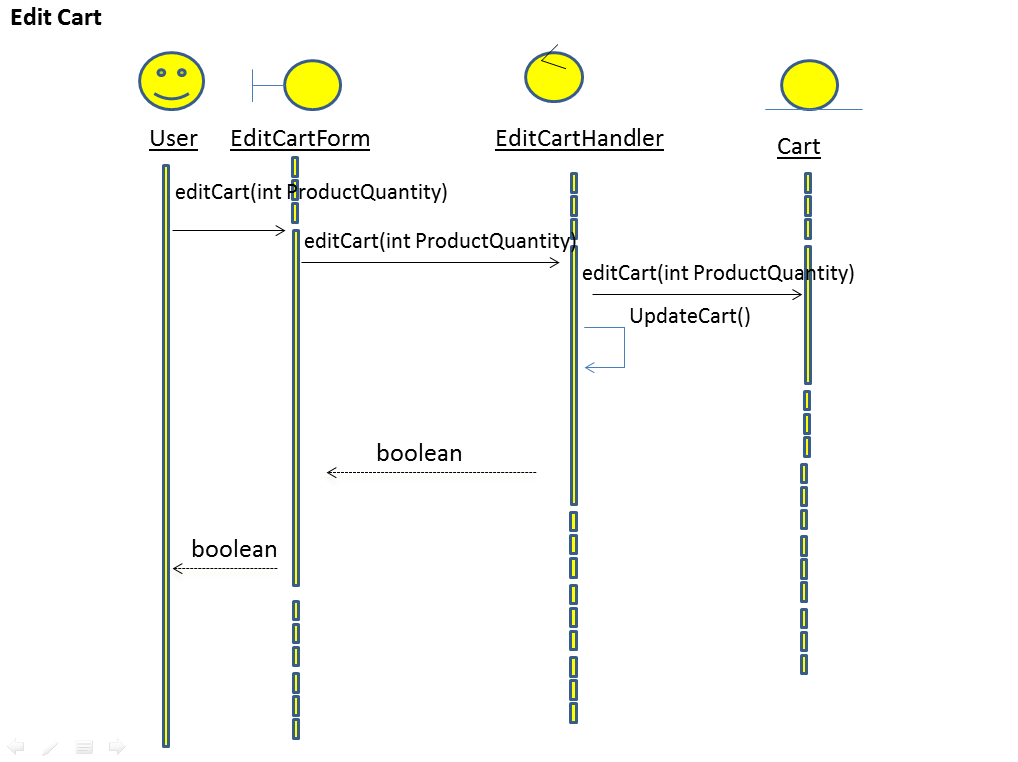 Edit Cart
User
EditCartForm
EditCartHandler
Cart
editCart(int ProductQuantity)
editCart(int ProductQuantity)
editCart(int ProductQuantity)
UpdateCart()
boolean
boolean